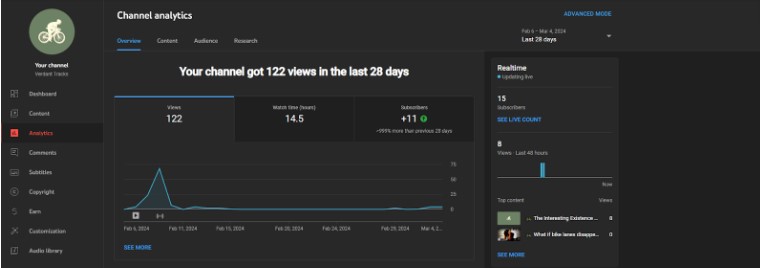 Channel analytics
ADVANCED MODE
Overview
Content
Audience
Research
Feb 6 – Mar 4, 2024
Last 28 days
Your channel
Verdant Tracks
Dashboard
Content
Analytics
Comments
Subtitles
Copyright
Earn
Customization
Audio library
Your channel got 122 views in the last 28 days
Views
122
Watch time (hours)
14.5
Subscribers
+11
>999% more than previous 28 days
75
50
25
0
Feb 6, 2024
Feb 11, 2024
Feb 15, 2024
Feb 20, 2024
Feb 24, 2024
Feb 29, 2024
Mar 4, 2...
SEE MORE
Realtime
Updating live
15
Subscribers
SEE LIVE COUNT
8
Views · Last 48 hours
Now
Top content
Views
A
... The Interesting Existence ...
8
... What if bike lanes disappe...
0
SEE MORE